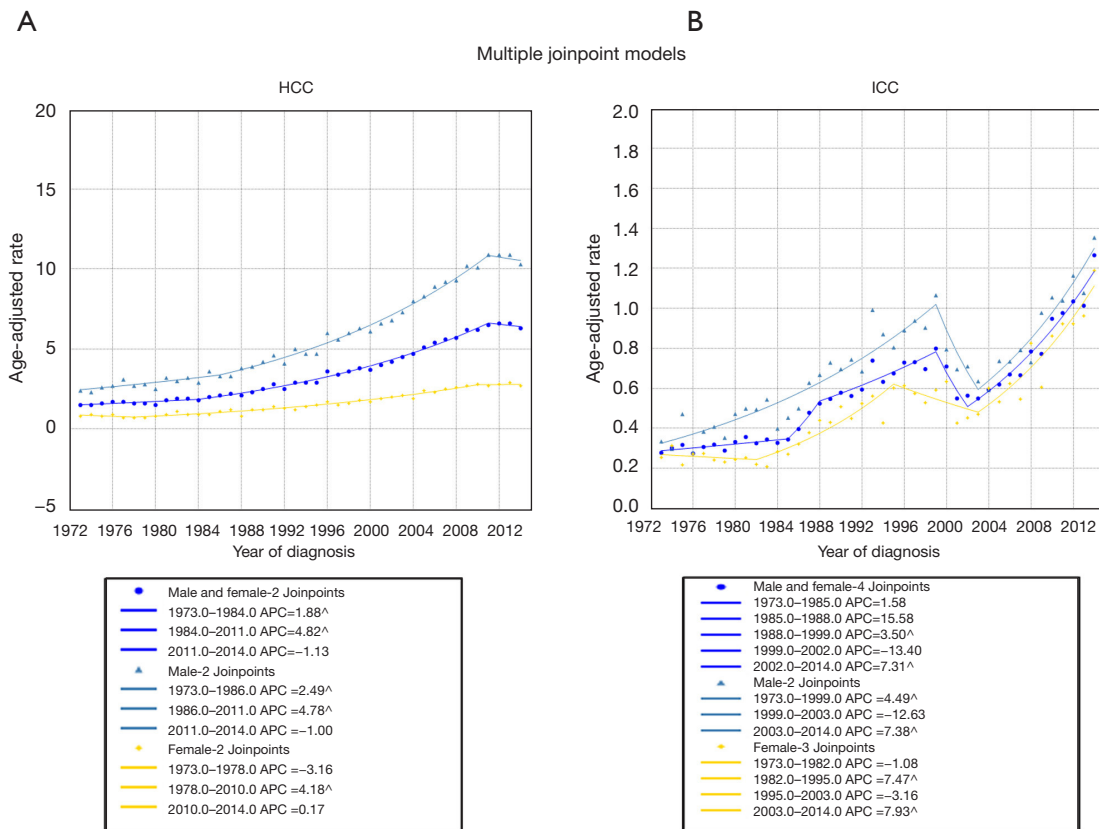 A
B
Multiple joinpoint models
HCC
20
15
10
5
0
−5
Age-adjusted rate
1972 1976 1980 1984 1988 1992 1996 2000 2004 2008 2012
Year of diagnosis
Male and female-2 Joinpoints
1973.0–1984.0 APC=1.88^
1984.0–2011.0 APC=4.82^
2011.0–2014.0 APC=−1.13
Male-2 Joinpoints
1973.0–1986.0 APC =2.49^
1986.0–2011.0 APC =4.78^
2011.0–2014.0 APC=−1.00
Female-2 Joinpoints
1973.0–1978.0 APC=−3.16
1978.0–2010.0 APC =4.18^
2010.0–2014.0 APC =0.17
ICC
2.0
1.8
1.6
1.4
1.2
1.0
0.8
0.6
0.4
0.2
0.0
Age-adjusted rate
1972 1976 1980 1984 1988 1992 1996 2000 2004 2008 2012
Year of diagnosis
Male and female-4 Joinpoints
1973.0–1985.0 APC=1.58
1985.0–1988.0 APC=15.58
1988.0–1999.0 APC=3.50^
1999.0–2002.0 APC=−13.40
2002.0–2014.0 APC=7.31^
Male-2 Joinpoints
1973.0–1999.0 APC =4.49^
1999.0–2003.0 APC =−12.63
2003.0–2014.0 APC =7.38^
Female-3 Joinpoints
1973.0–1982.0 APC =−1.08
1982.0–1995.0 APC =7.47^
1995.0–2003.0 APC =−3.16
2003.0–2014.0 APC =7.93^